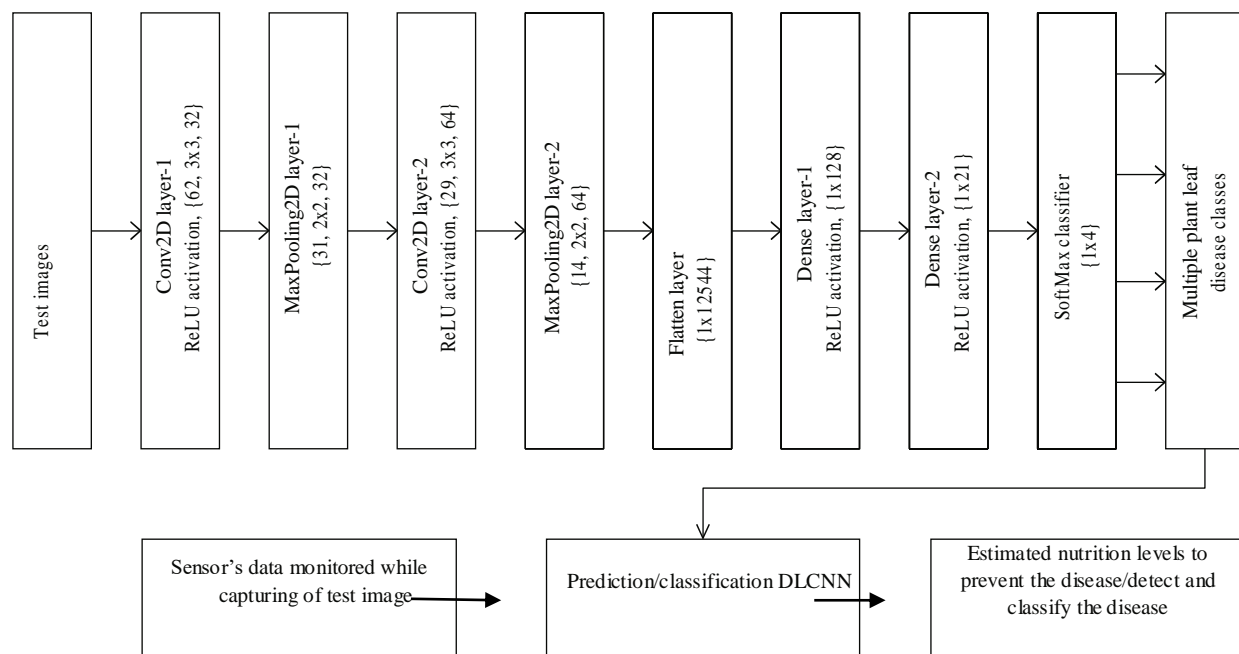 Test images
Conv2D layer-1
ReLU activation, {62, 3x3, 32}
MaxPooling2D layer-1
{31, 2x2, 32}
Conv2D layer-2
ReLU activation, {29, 3x3, 64}
MaxPooling2D layer-2
{14, 2x2, 64}
Flatten layer
{1x12544}
Dense layer-1
ReLU activation, {1x128}
Dense layer-2
ReLU activation, {1x21}
SoftMax classifier
{1x4}
Multiple plant leaf
disease classes
Sensor's data monitored while
capturing of test image
Prediction/classification DLCNN
Estimated nutrition levels to
prevent the disease/detect and
classify the disease